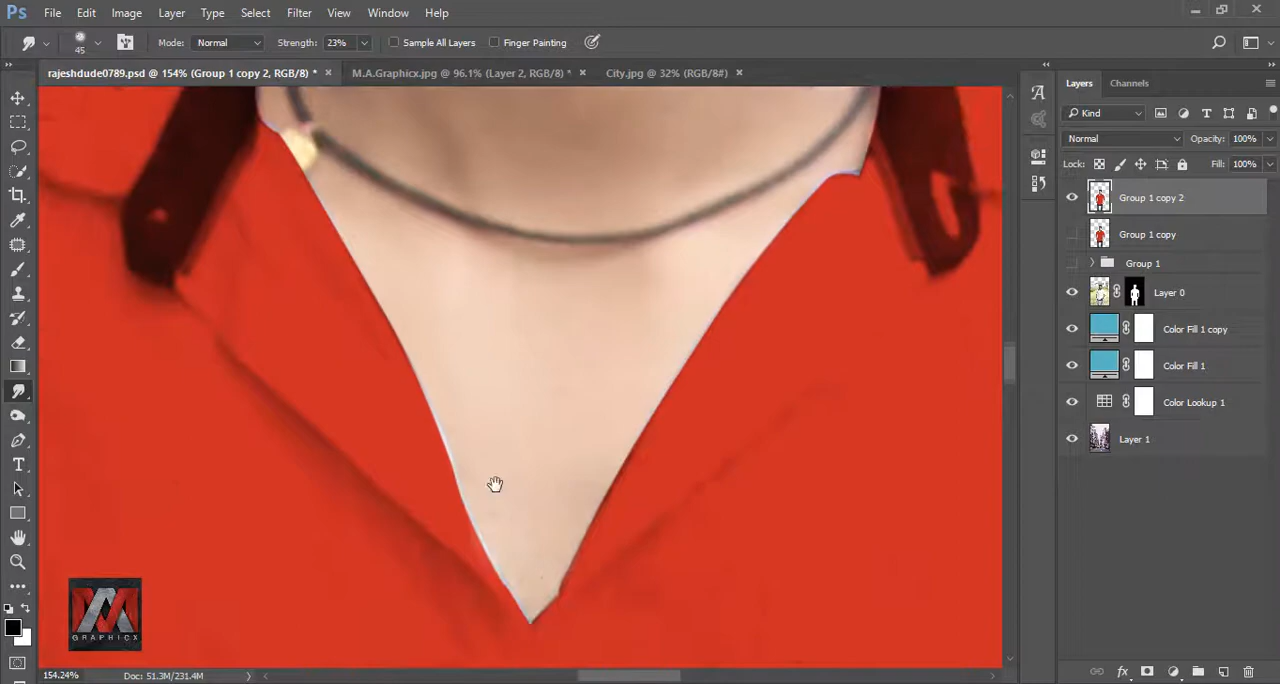 Ps File Edit Image Layer Type Select Filter View Window Help
45 Mode: Normal Strength: 23% Sample All Layers Finger Painting
rajeshdude0789.psd @ 154% (Group 1 copy 2, RGB/8) * × M.A.Graphicx.jpg @ 96.1% (Layer 2, RGB/8) * × City.jpg @ 32% (RGB/8#) ×
Layers Channels
Kind
Normal Opacity: 100%
Lock: Fill: 100%
Group 1 copy 2
Group 1 copy
Group 1
Layer 0
Color Fill 1 copy
Color Fill 1
Color Lookup 1
Layer 1
GRAPHICX
154.24% Doc: 51.3M/231.4M